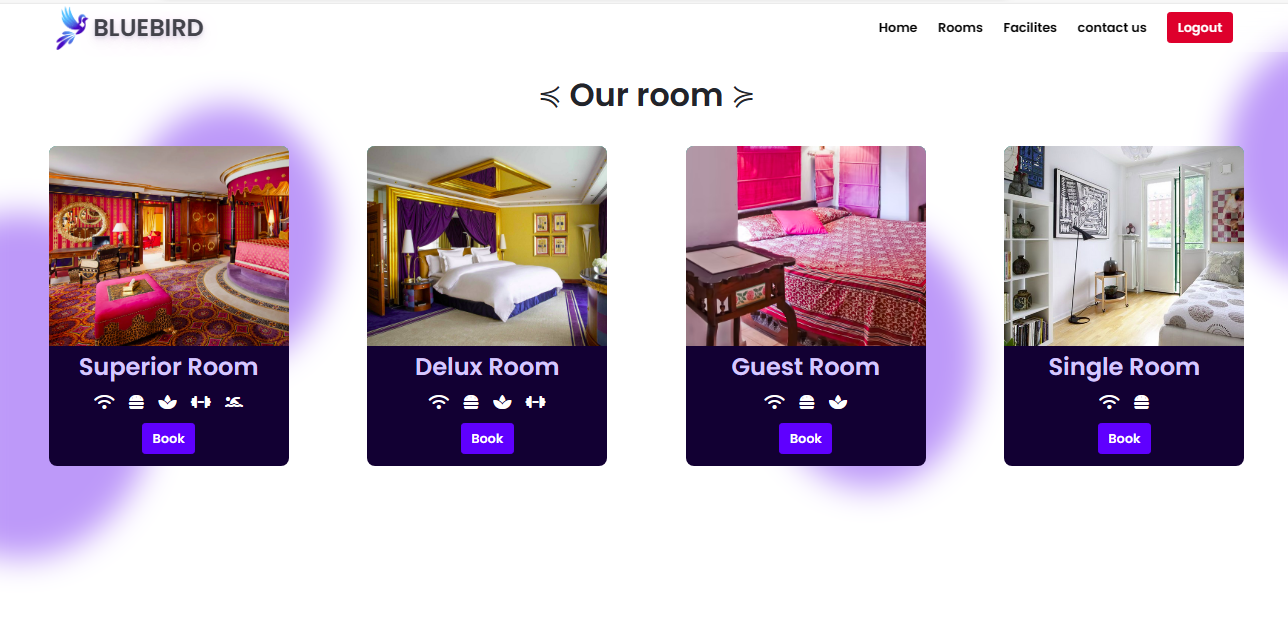 BLUEBIRD
Home Rooms Facilites contact us Logout
≼ Our room ≽
Superior Room
Book
Delux Room
Book
Guest Room
Book
Single Room
Book